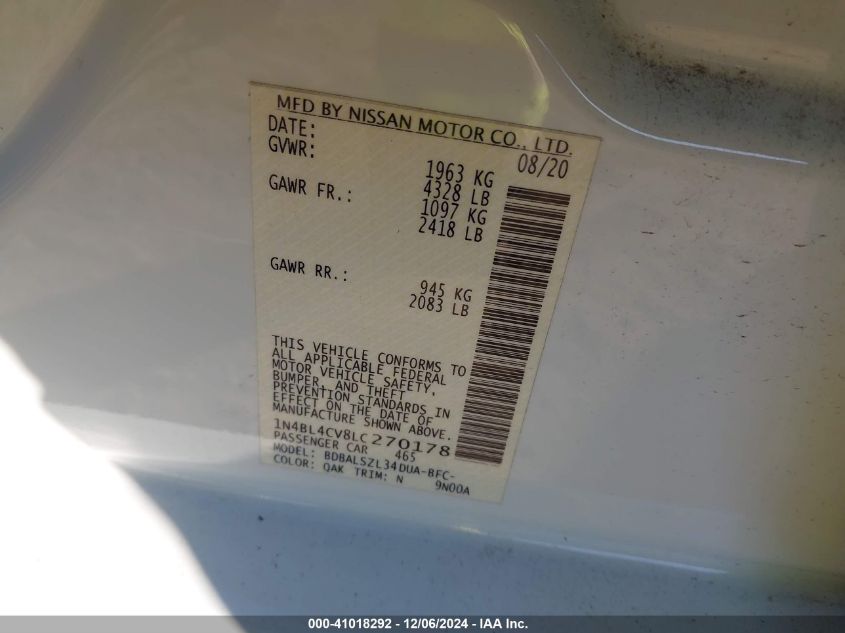 MFD BY NISSAN MOTOR CO., LTD.
DATE: 08/20
GVWR: 1963 KG
4328 LB
GAWR FR.: 1097 KG
2418 LB
GAWR RR.: 945 KG
2083 LB
THIS VEHICLE CONFORMS TO
ALL APPLICABLE FEDERAL
MOTOR VEHICLE SAFETY,
BUMPER, AND THEFT
PREVENTION STANDARDS IN
EFFECT ON THE DATE OF
MANUFACTURE SHOWN ABOVE.
1N4BL4CV8LC270178
PASSENGER CAR 465
MODEL: BDBALSZL34DUA-BFC-
COLOR: QAK TRIM: N 9N00A
000-41018292 - 12/06/2024 - IAA Inc.